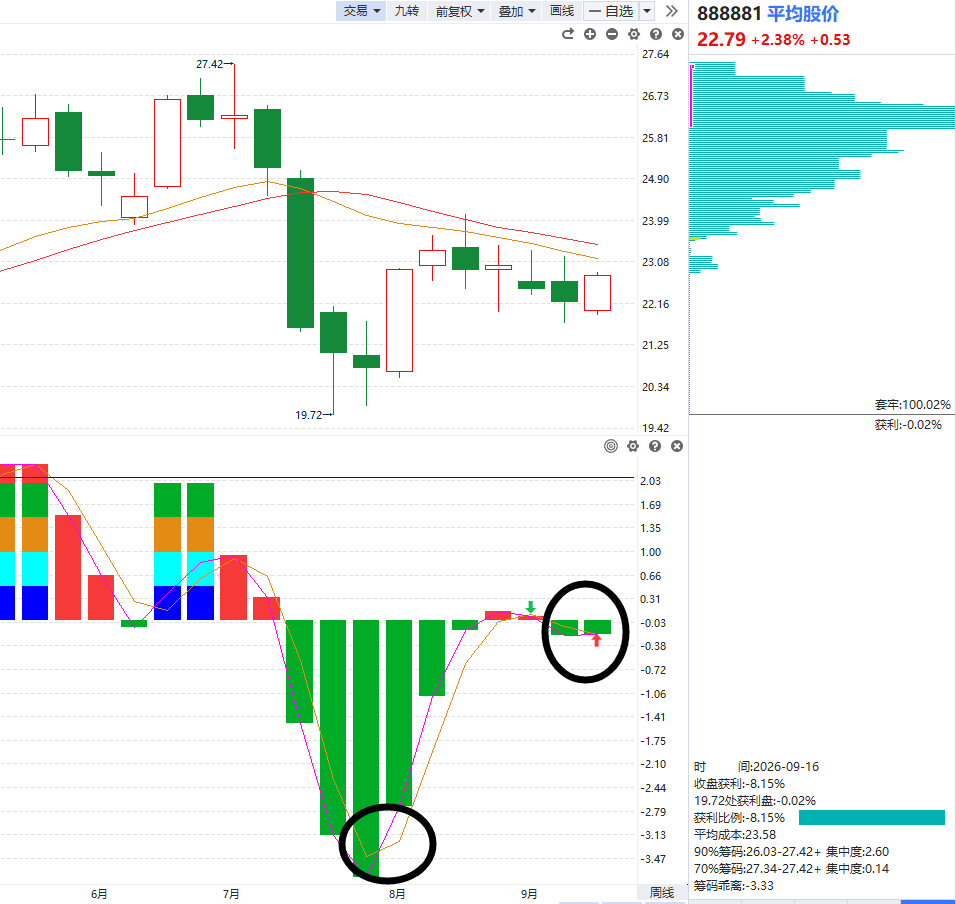 交易 九转 前复权 叠加 画线 一自选
888881 平均股价
22.79 +2.38% +0.53
27.64
27.42→
26.73
25.81
24.90
23.99
23.08
22.16
21.25
20.34
19.72→
19.42
套牢:100.02%
获利:-0.02%
2.03
1.69
1.35
1.00
0.66
0.31
-0.03
-0.38
-0.72
-1.06
-1.41
-1.75
-2.10
-2.44
-2.79
-3.13
-3.47
6月 7月 8月 9月 周线
时 间:2026-09-16
收盘获利:-8.15%
19.72处获利盘:-0.02%
获利比例:-8.15%
平均成本:23.58
90%筹码:26.03-27.42+ 集中度:2.60
70%筹码:27.34-27.42+ 集中度:0.14
筹码乖离:-3.33